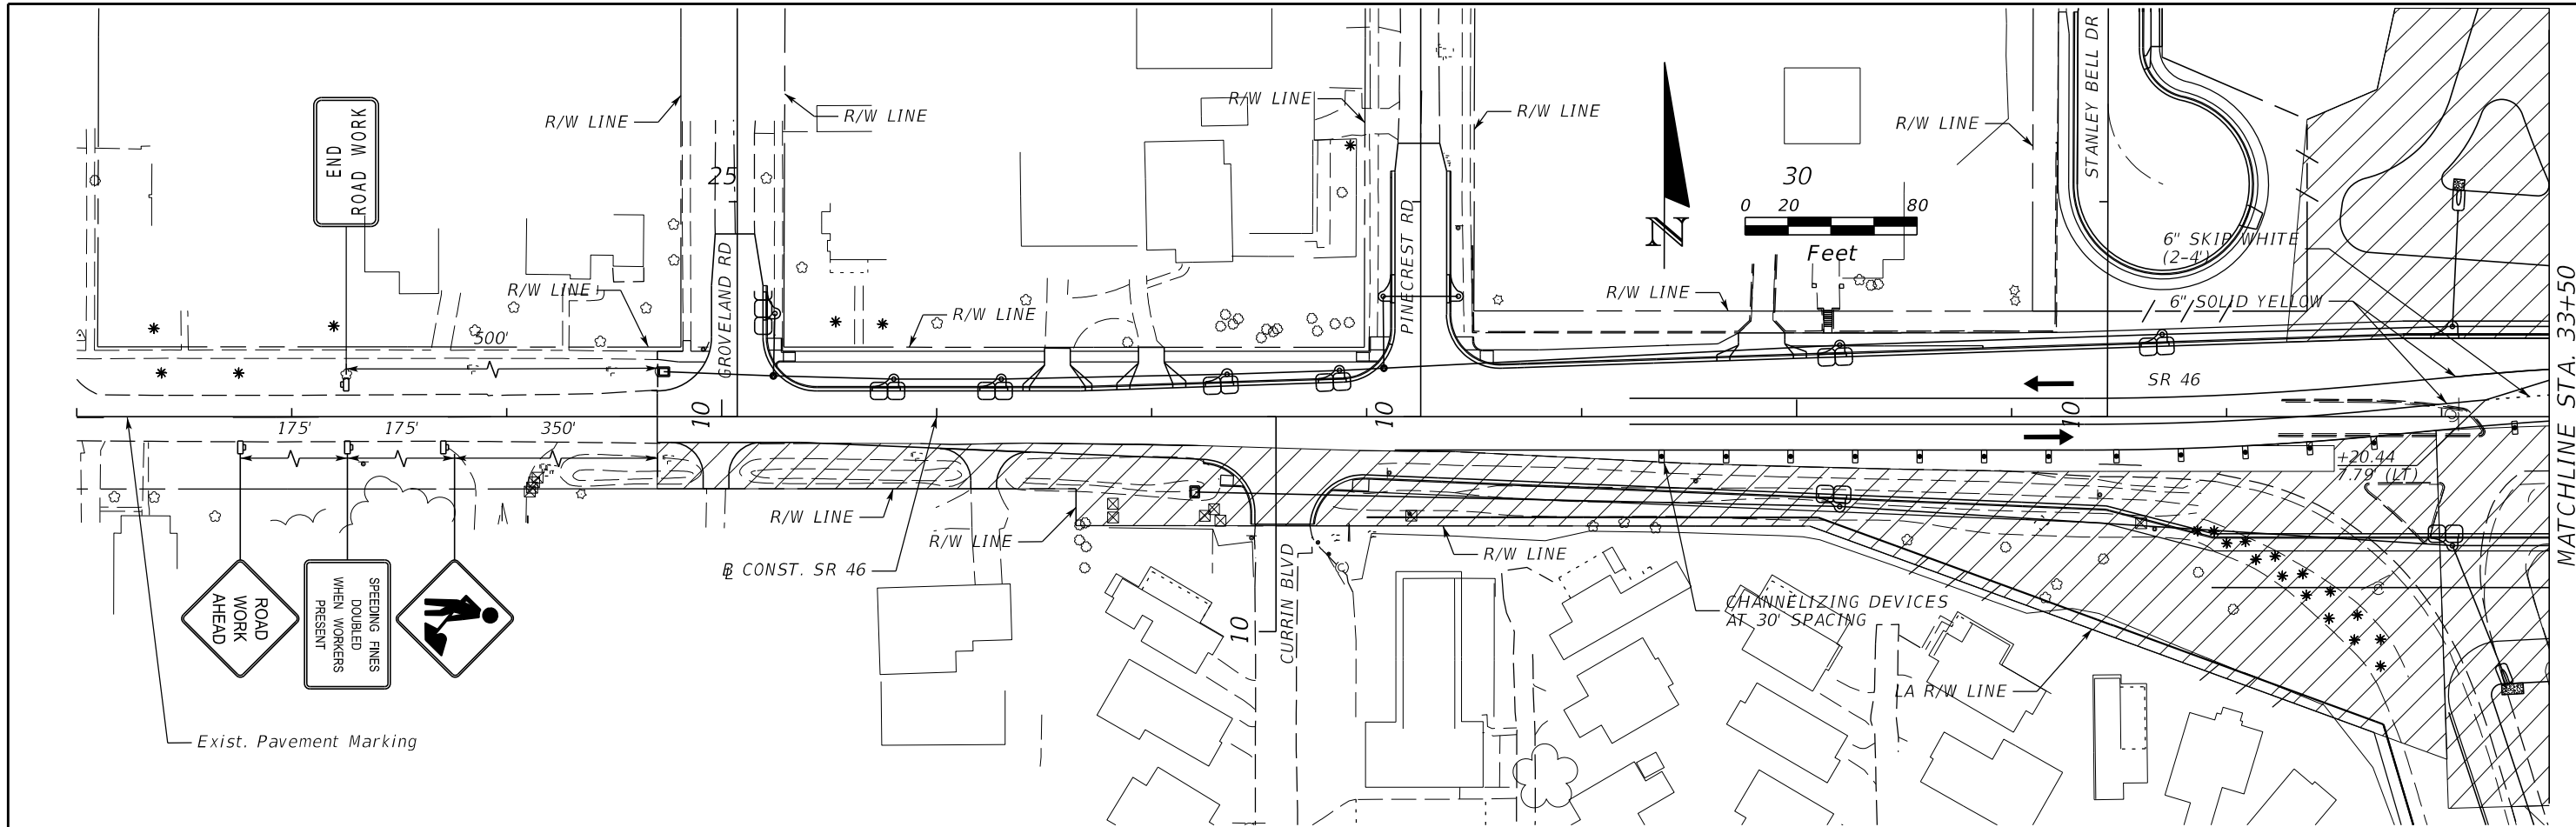 R/W LINE
R/W LINE
R/W LINE
R/W LINE
R/W LINE
STANLEY BELL DR
END
ROAD WORK
25
30
0 20 80
Feet
N
GROVELAND RD
PINECREST RD
6" SKIP WHITE
(2-4')
6" SOLID YELLOW
R/W LINE
R/W LINE
R/W LINE
500'
MATCHLINE STA. 33+50
SR 46
10
10
10
175'
175'
350'
+20.44
7.79' (LT)
R/W LINE
R/W LINE
R/W LINE
B CONST. SR 46
CURRIN BLVD
10
CHANNELIZING DEVICES
AT 30' SPACING
LA R/W LINE
ROAD
WORK
AHEAD
SPEEDING FINES
DOUBLED
WHEN WORKERS
PRESENT
Exist. Pavement Marking